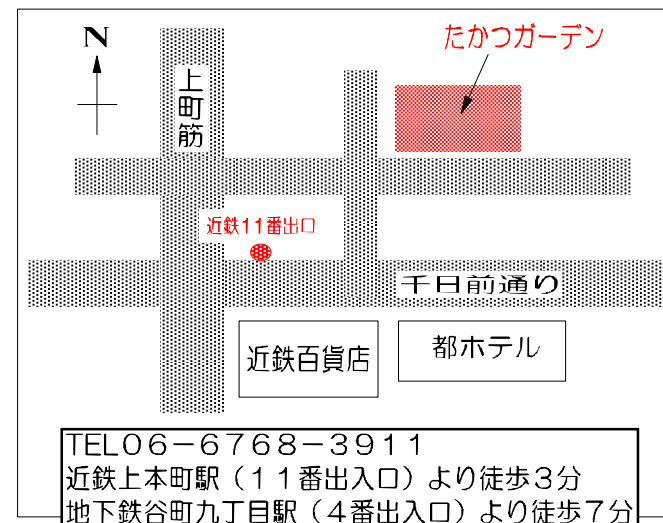 N
たかつガーデン
上町筋
近鉄11番出口
千日前通り
近鉄百貨店
都ホテル
TEL06-6768-3911
近鉄上本町駅（11番出入口）より徒歩3分
地下鉄谷町九丁目駅（4番出入口）より徒歩7分